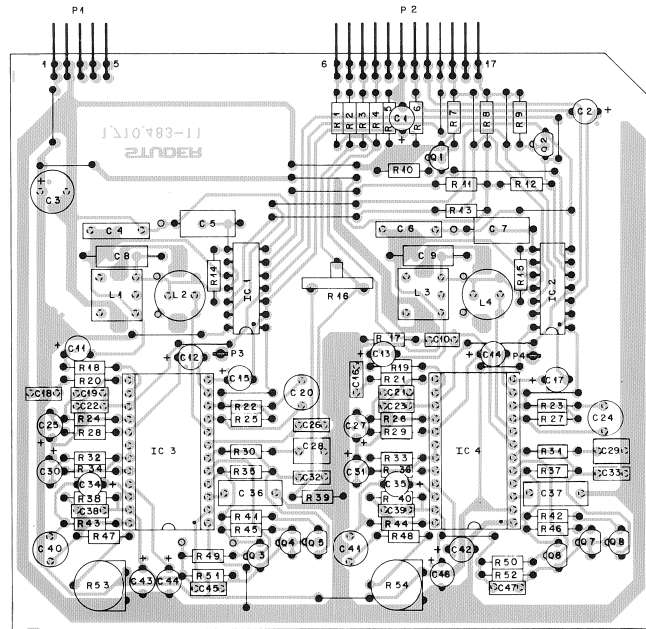 P1 P2
1 5 6 17
R1 R2 R3 R4 R5 C1 R6 R7 R8 R9 C2 +
1.710.483-11
STUDER
Q1 Q2
R10
R11 R12
+ C3
R13
C4 C5 C6 C7
C8 C9
R14 IC1 R15 IC2
L1 L2 R16 L3 L4
R17 C10
+ C11 + C12 P3 + C13 + C14 P4
R18 R19
R20 C15 + C16 R21 C17 +
C18 C19 C20 C21
C22 R22 C23 R23 C24
C25 R24 R25 C26 C27 R26 R27
R28 IC 3 R29 IC 4
C28
R32 R30 R33 R31 C29
C30 R34 R35 C31 R36 R37
C34 + C32 C35 + C33
R38 C36 R39 R40 C37
C38 C39
R43 R41 R44 R42
C40 R47 R45 C41 R48 R46
C42
R49 Q3 Q4 Q5 R50 Q6 Q7 Q8
R53 + C43 + C44 R51 R54 + C46 R52
C45 C47